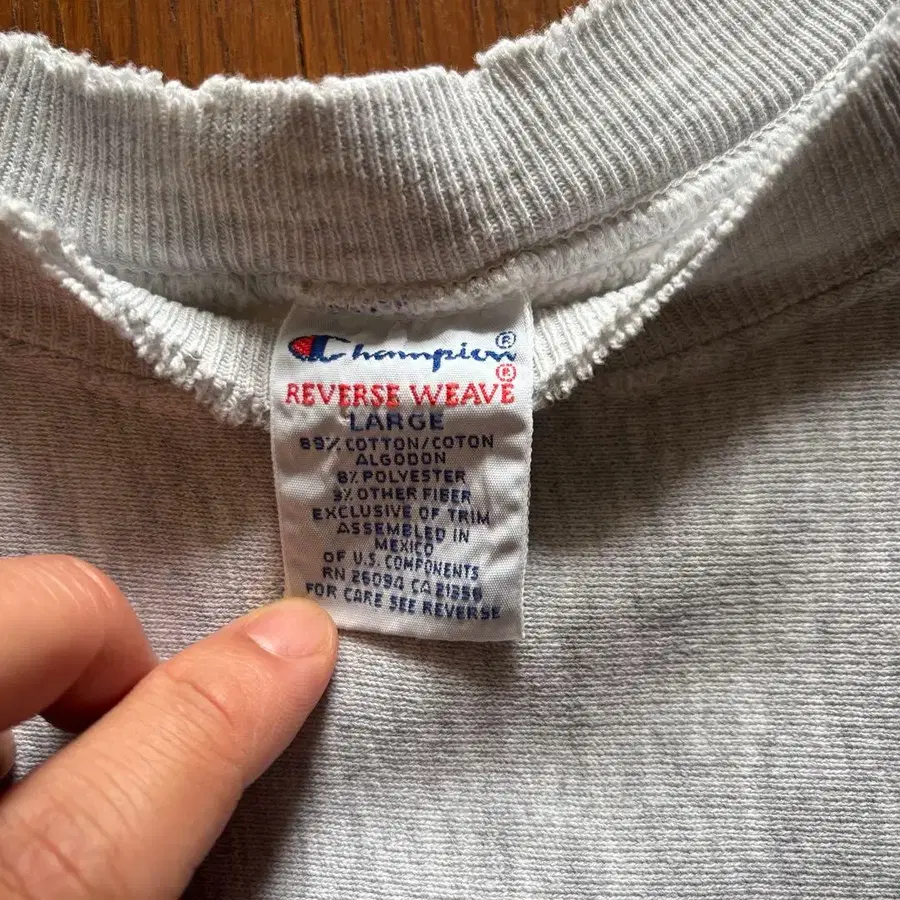 Champion®
REVERSE WEAVE®
LARGE
89% COTTON/COTON
ALGODON
8% POLYESTER
3% OTHER FIBER
EXCLUSIVE OF TRIM
ASSEMBLED IN
MEXICO
OF U.S. COMPONENTS
RN 26094 CA 21356
FOR CARE SEE REVERSE